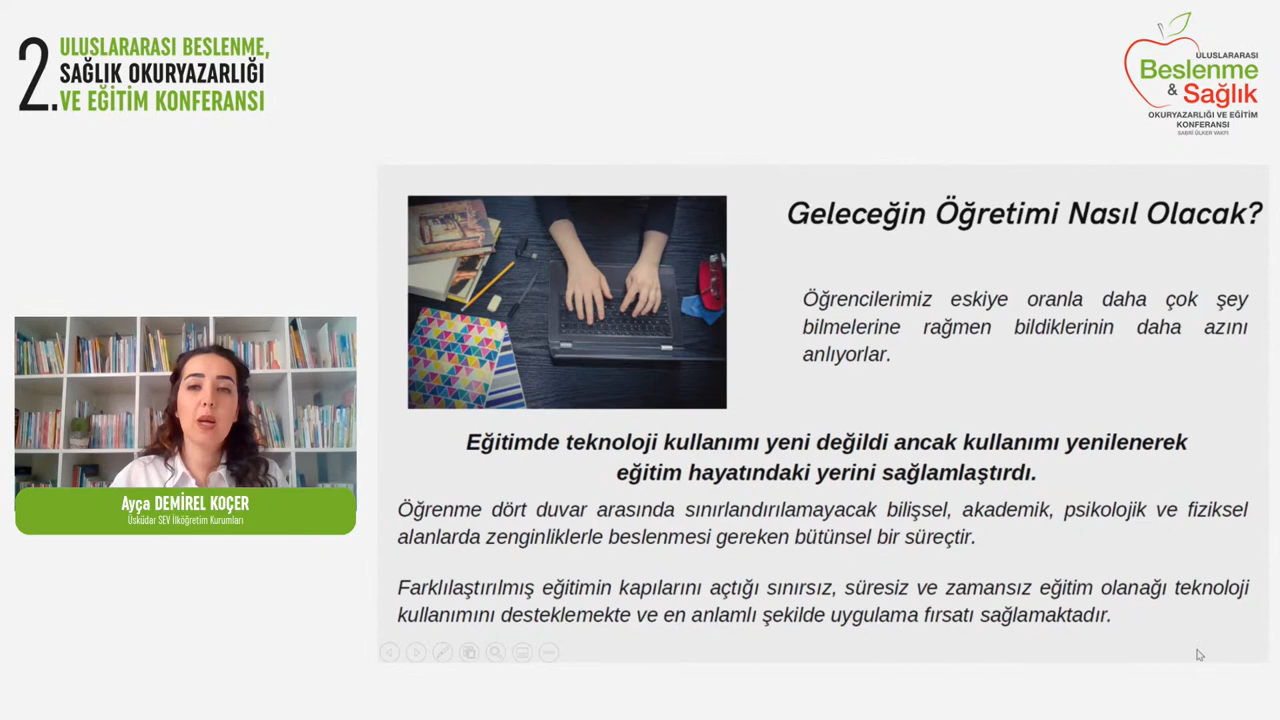 2.
ULUSLARARASI BESLENME,
SAĞLIK OKURYAZARLIĞI
VE EĞİTİM KONFERANSI
ULUSLARARASI
Beslenme
& Sağlık
OKURYAZARLIĞI VE EĞİTİM
KONFERANSI
SABRİ ÜLKER VAKFI
Geleceğin Öğretimi Nasıl Olacak?
Öğrencilerimiz eskiye oranla daha çok şey
bilmelerine rağmen bildiklerinin daha azını
anlıyorlar.
Eğitimde teknoloji kullanımı yeni değildi ancak kullanımı yenilenerek
eğitim hayatındaki yerini sağlamlaştırdı.
Öğrenme dört duvar arasında sınırlandırılamayacak bilişsel, akademik, psikolojik ve fiziksel
alanlarda zenginliklerle beslenmesi gereken bütünsel bir süreçtir.
Farklılaştırılmış eğitimin kapılarını açtığı sınırsız, süresiz ve zamansız eğitim olanağı teknoloji
kullanımını desteklemekte ve en anlamlı şekilde uygulama fırsatı sağlamaktadır.
Ayça DEMİREL KOÇER
Üsküdar SEV İlköğretim Kurumları